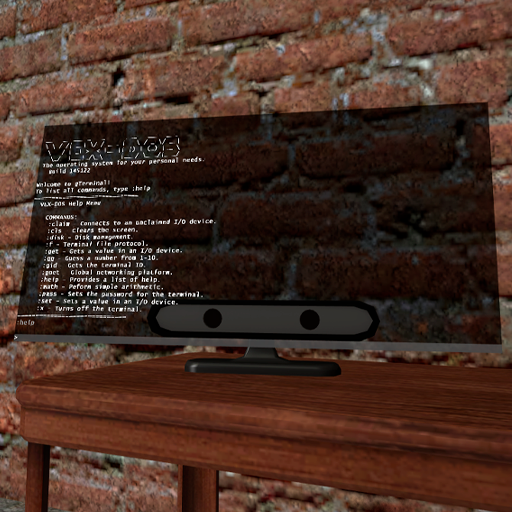 VEX-DOS
The operating system for your personal needs.
Build 145122
Welcome to gTerminal!
To list all commands, type :help
VEX-DOS Help Menu
COMMANDS:
:claim - Connects to an unclaimed I/O device.
:cls - Clears the screen.
:disk - Disk management.
:f - Terminal file protocol.
:get - Gets a value in an I/O device.
- Guess a number from 1-10.
:gid - Gets the terminal ID.
- Global networking platform.
:help - Provides a list of help.
:math - Peform simple arithmetic.
:pass - Sets the password for the terminal.
:set - Sets a value in an I/O device.
:x - Turns off the terminal.
:help
>